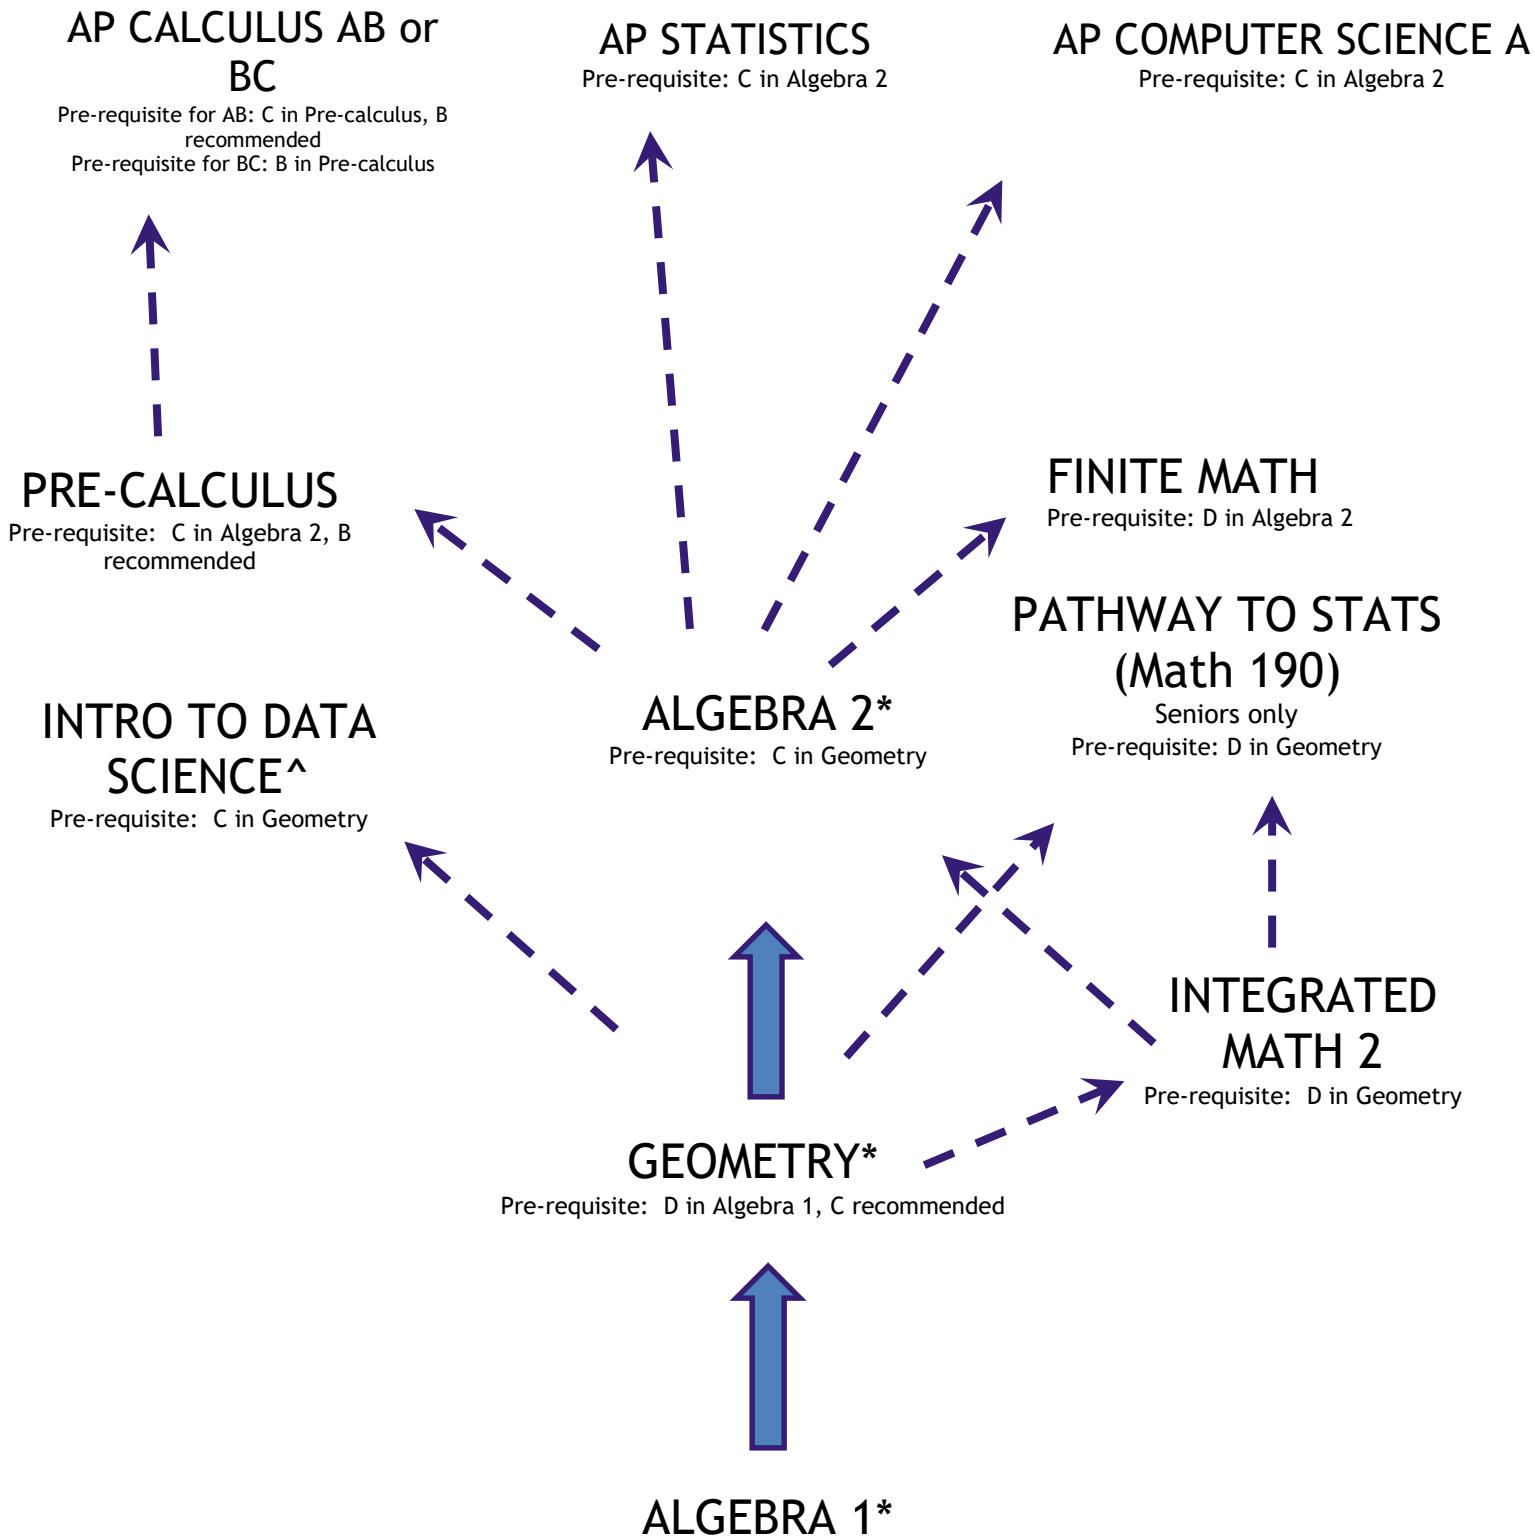 AP CALCULUS AB or
BC
Pre-requisite for AB: C in Pre-calculus, B
recommended
Pre-requisite for BC: B in Pre-calculus
AP STATISTICS
Pre-requisite: C in Algebra 2
AP COMPUTER SCIENCE A
Pre-requisite: C in Algebra 2
PRE-CALCULUS
Pre-requisite: C in Algebra 2, B
recommended
FINITE MATH
Pre-requisite: D in Algebra 2
PATHWAY TO STATS
(Math 190)
Seniors only
Pre-requisite: D in Geometry
INTRO TO DATA
SCIENCE^
Pre-requisite: C in Geometry
ALGEBRA 2*
Pre-requisite: C in Geometry
INTEGRATED
MATH 2
Pre-requisite: D in Geometry
GEOMETRY*
Pre-requisite: D in Algebra 1, C recommended
ALGEBRA 1*